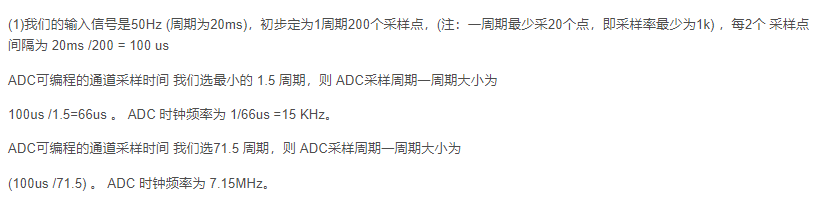 (1)我们的输入信号是50Hz (周期为20ms)，初步定为1周期200个采样点，(注：一周期最少采20个点，即采样率最少为1k) ，每2个 采样点
间隔为 20ms /200 = 100 us
ADC可编程的通道采样时间 我们选最小的 1.5 周期，则 ADC采样周期一周期大小为
100us /1.5=66us 。 ADC 时钟频率为 1/66us =15 KHz。
ADC可编程的通道采样时间 我们选71.5 周期，则 ADC采样周期一周期大小为
(100us /71.5) 。 ADC 时钟频率为 7.15MHz。